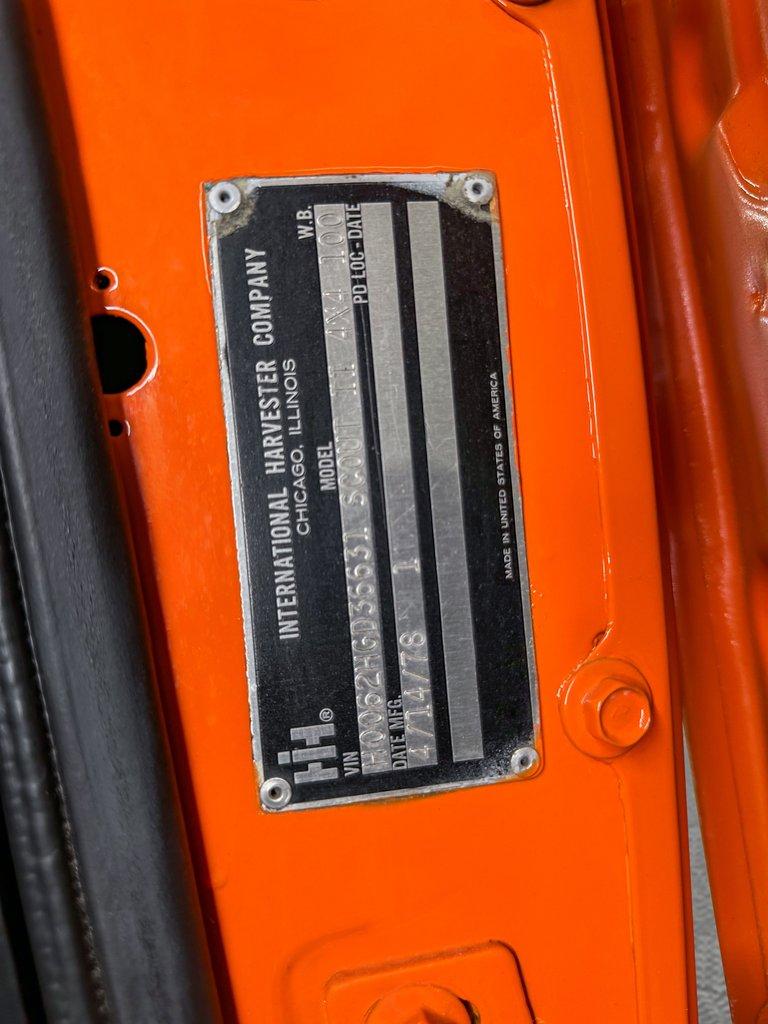 INTERNATIONAL HARVESTER COMPANY
CHICAGO, ILLINOIS
IH®
VIN MODEL W.B.
H0062HGD36631 SCOUT II 4X4 100
DATE MFG. PD-LOC-DATE
4/14/78 1
MADE IN UNITED STATES OF AMERICA